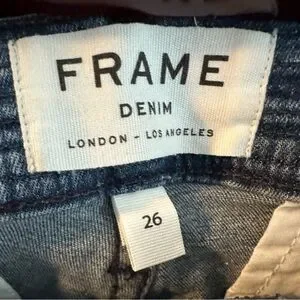 FRAME
DENIM
LONDON - LOS ANGELES
26